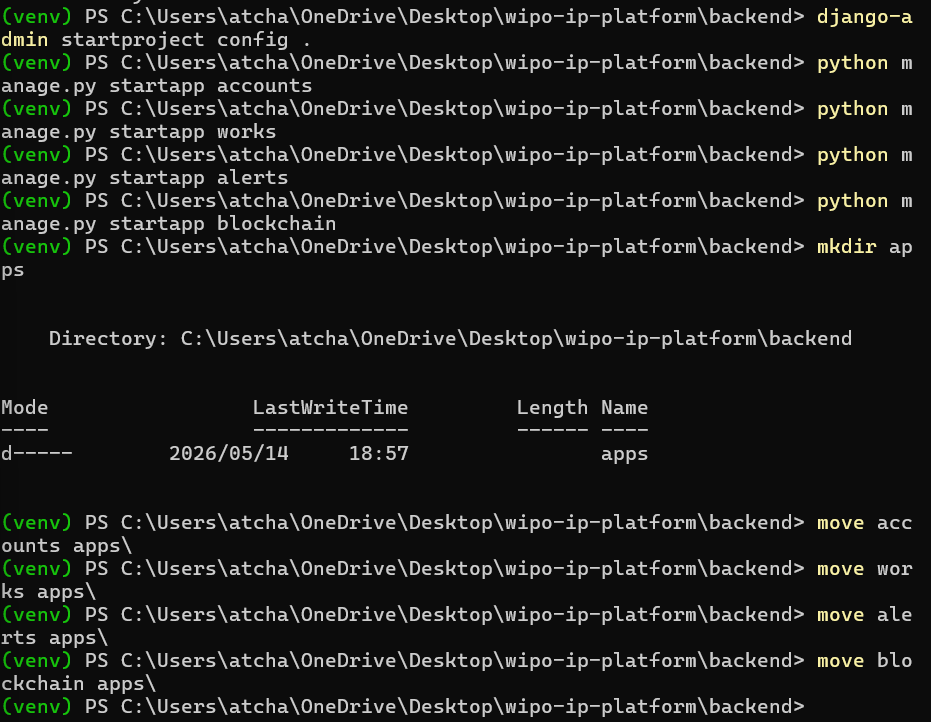 (venv) PS C:\Users\atcha\OneDrive\Desktop\wipo-ip-platform\backend> django-a
dmin startproject config .
(venv) PS C:\Users\atcha\OneDrive\Desktop\wipo-ip-platform\backend> python m
anage.py startapp accounts
(venv) PS C:\Users\atcha\OneDrive\Desktop\wipo-ip-platform\backend> python m
anage.py startapp works
(venv) PS C:\Users\atcha\OneDrive\Desktop\wipo-ip-platform\backend> python m
anage.py startapp alerts
(venv) PS C:\Users\atcha\OneDrive\Desktop\wipo-ip-platform\backend> python m
anage.py startapp blockchain
(venv) PS C:\Users\atcha\OneDrive\Desktop\wipo-ip-platform\backend> mkdir ap
ps
    Directory: C:\Users\atcha\OneDrive\Desktop\wipo-ip-platform\backend
Mode                 LastWriteTime         Length Name
----                 -------------         ------ ----
d-----        2026/05/14     18:57                apps
(venv) PS C:\Users\atcha\OneDrive\Desktop\wipo-ip-platform\backend> move acc
ounts apps\
(venv) PS C:\Users\atcha\OneDrive\Desktop\wipo-ip-platform\backend> move wor
ks apps\
(venv) PS C:\Users\atcha\OneDrive\Desktop\wipo-ip-platform\backend> move ale
rts apps\
(venv) PS C:\Users\atcha\OneDrive\Desktop\wipo-ip-platform\backend> move blo
ckchain apps\
(venv) PS C:\Users\atcha\OneDrive\Desktop\wipo-ip-platform\backend>